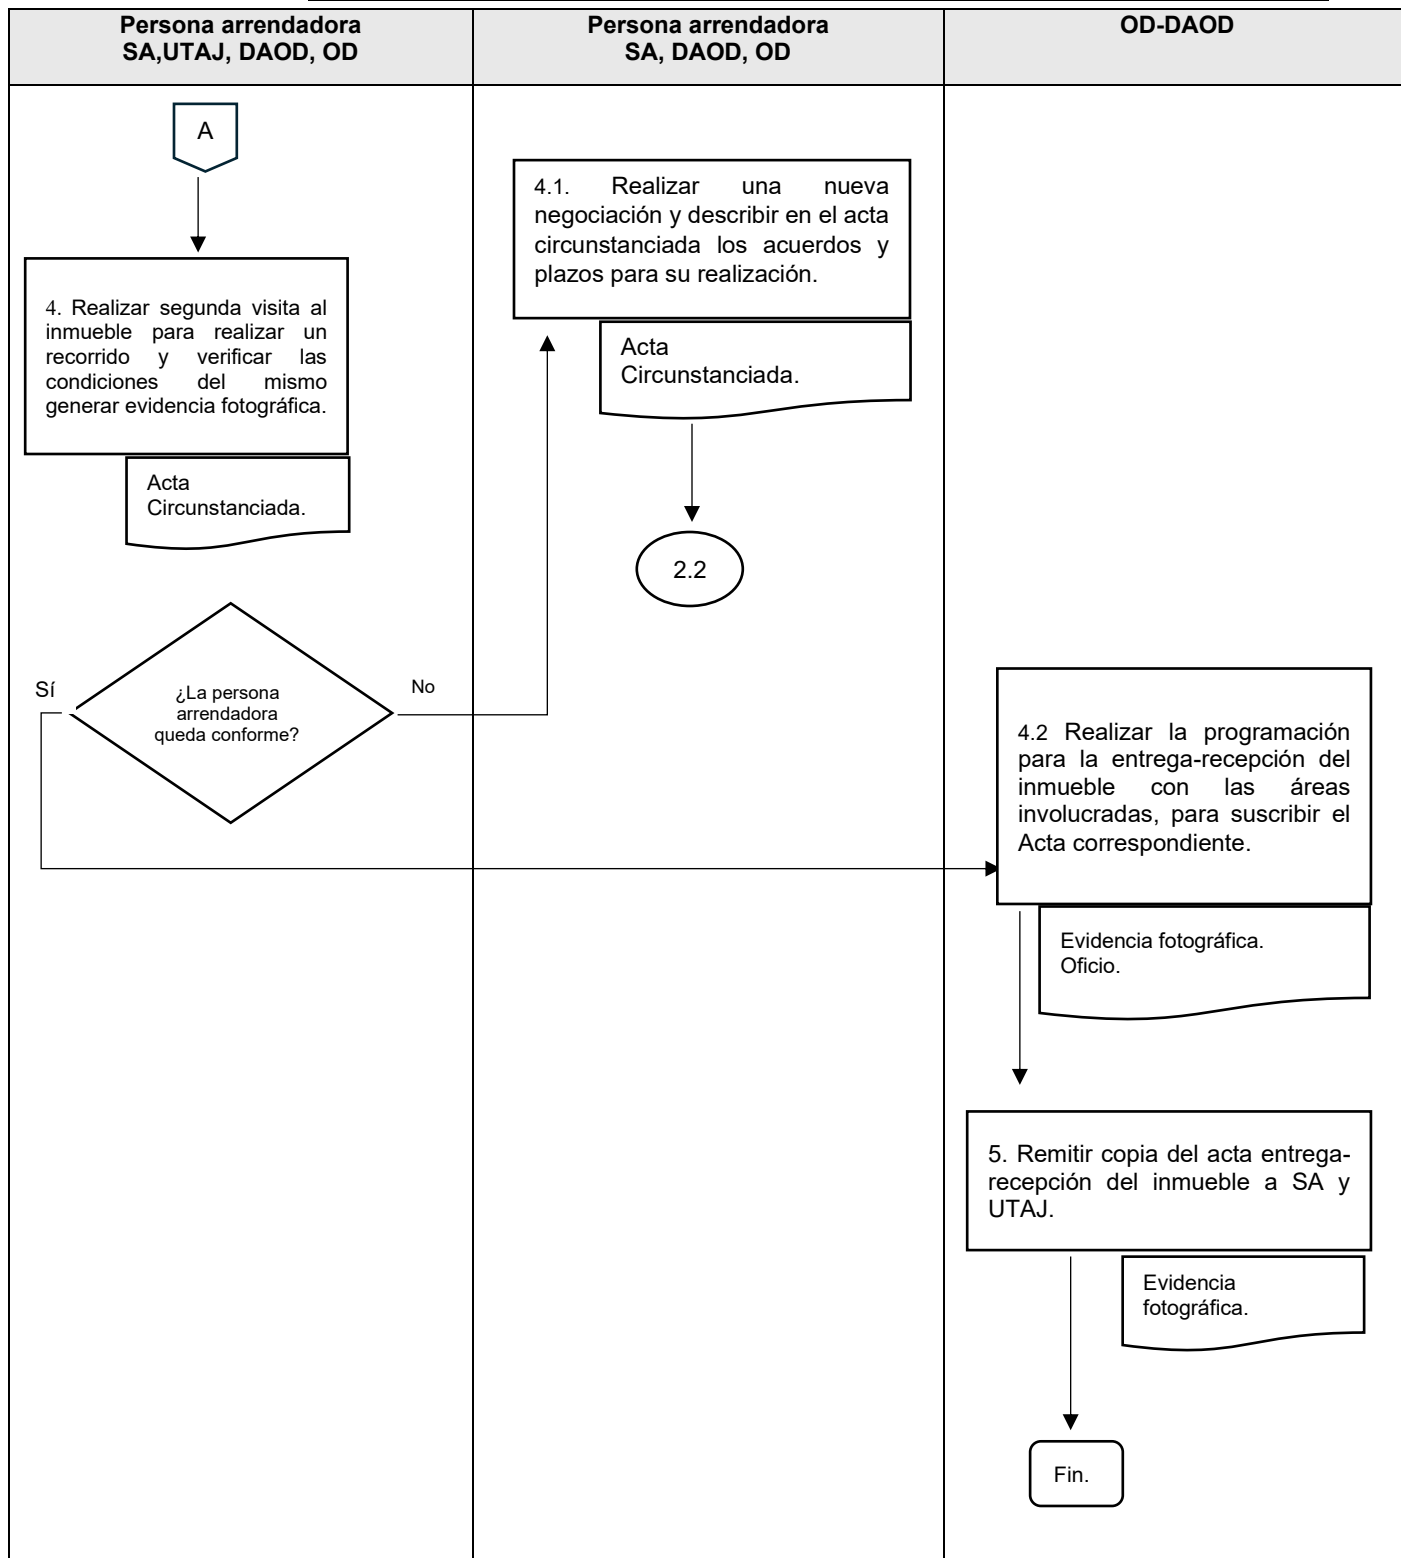 Persona arrendadora
SA,UTAJ, DAOD, OD
Persona arrendadora
SA, DAOD, OD
OD-DAOD
A
4. Realizar segunda visita al
inmueble para realizar un
recorrido y verificar las
condiciones del mismo
generar evidencia fotográfica.
Acta
Circunstanciada.
¿La persona
arrendadora
queda conforme?
Sí
No
4.1. Realizar una nueva
negociación y describir en el acta
circunstanciada los acuerdos y
plazos para su realización.
Acta
Circunstanciada.
2.2
4.2 Realizar la programación
para la entrega-recepción del
inmueble con las áreas
involucradas, para suscribir el
Acta correspondiente.
Evidencia fotográfica.
Oficio.
5. Remitir copia del acta entrega-
recepción del inmueble a SA y
UTAJ.
Evidencia
fotográfica.
Fin.